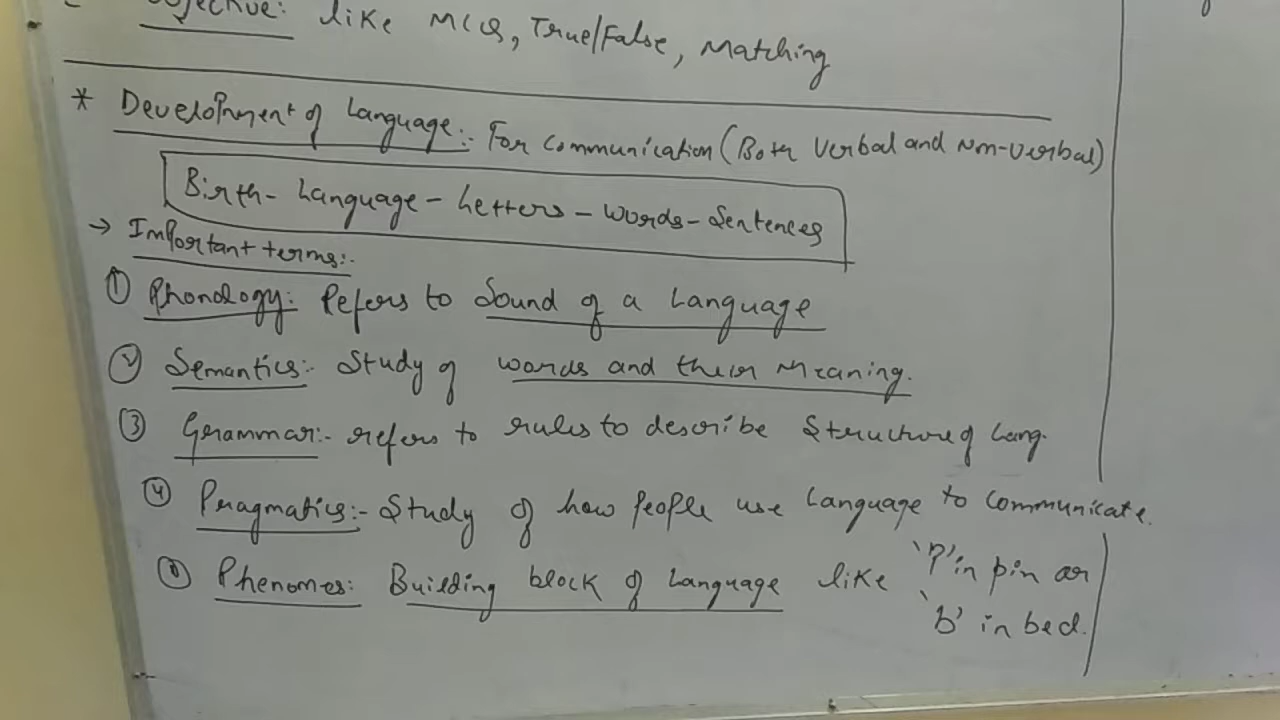 like MCQ, True/False, Matching
* Development of Language:- For Communication (Both Verbal and Non-verbal)
Birth - Language - Letters - Words - Sentences
→ Important terms:-
① Phonology: Refers to Sound of a Language
② Semantics:- Study of words and their Meaning.
③ Grammar:- refers to rules to describe Structure of Lang.
④ Pragmatics:- Study of how people use Language to Communicate.
⑤ Phenomes: Building block of Language like 'P' in pin or
'b' in bed.